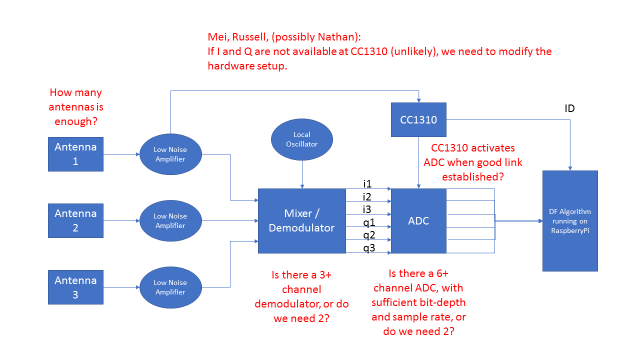 Mei, Russell, (possibly Nathan):
If I and Q are not available at CC1310 (unlikely), we need to modify the
hardware setup.
How many
antennas is
enough?
ID
CC1310
Antenna
1
Low Noise
Amplifier
Local
Oscillator
CC1310 activates
ADC when good link
established?
Antenna
2
Low Noise
Amplifier
Mixer /
Demodulator
i1
i2
i3
q1
q2
q3
ADC
DF Algorithm
running on
RaspberryPi
Antenna
3
Low Noise
Amplifier
Is there a 3+
channel
demodulator, or do
we need 2?
Is there a 6+
channel ADC, with
sufficient bit-depth
and sample rate, or
do we need 2?